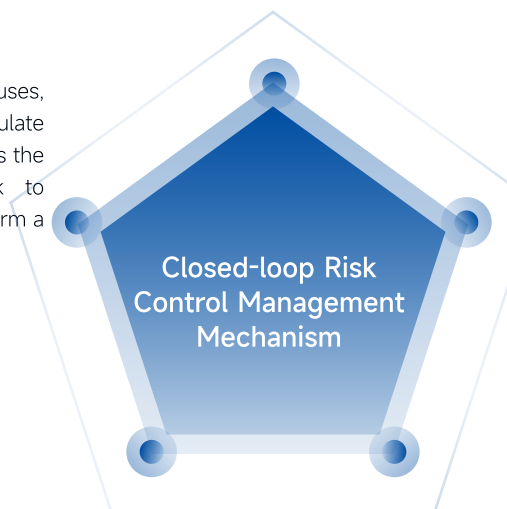 uses,
ulate
s the
to
rm a
Closed-loop Risk
Control Management
Mechanism